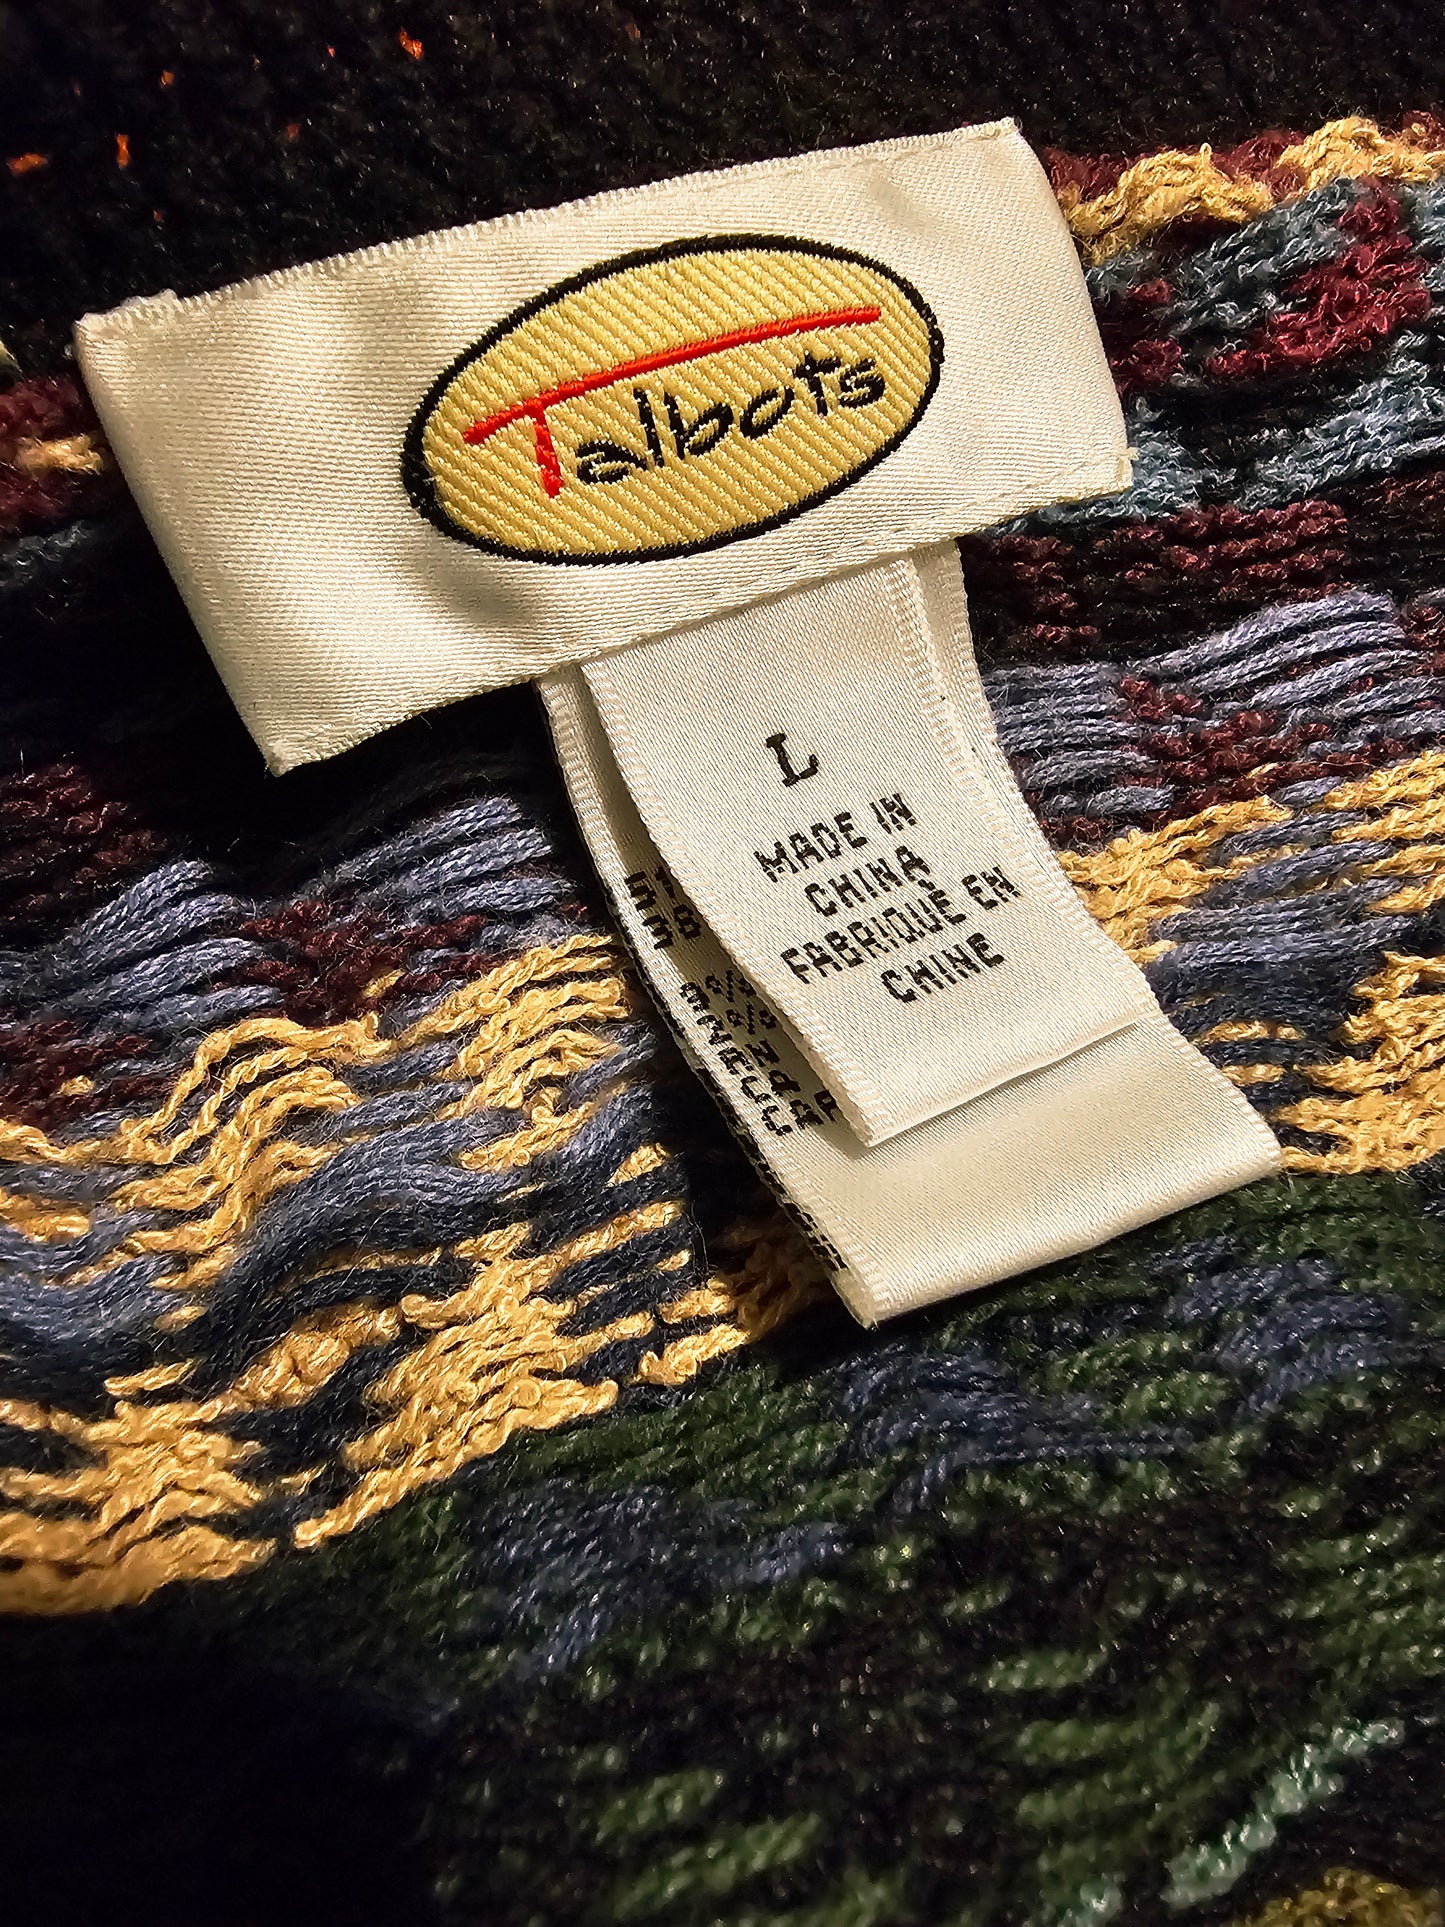 Talbots
L
MADE IN
CHINA
FABRIQUÉ EN
CHINE